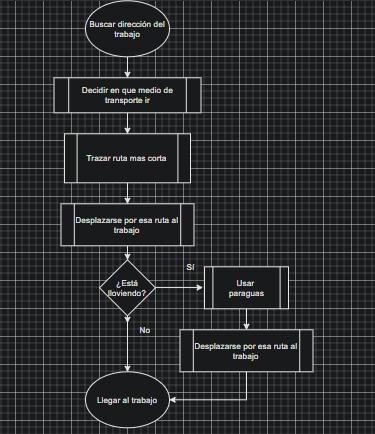 Buscar dirección del
trabajo
Decidir en que medio de
transporte ir
Trazar ruta mas corta
Desplazarse por esa ruta al
trabajo
¿Está
lloviendo?
Sí
Usar
paraguas
No
Desplazarse por esa ruta al
trabajo
Llegar al trabajo